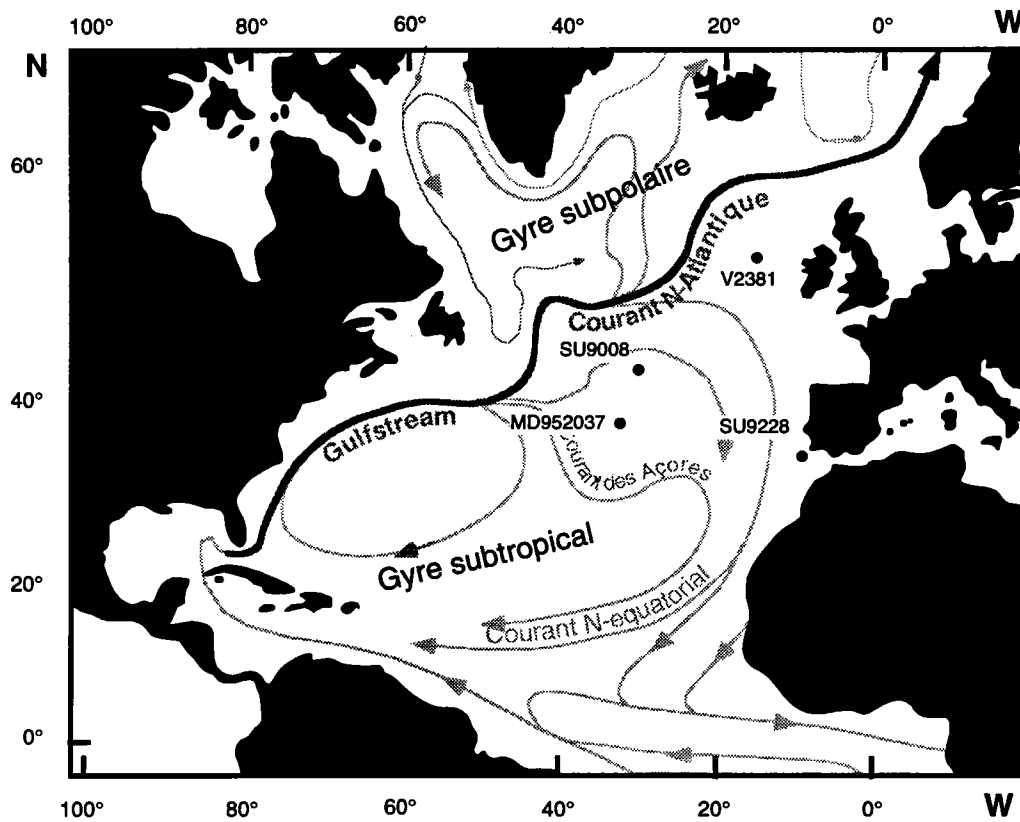 100° 80° 60° 40° 20° 0° W
N
60°
Gyre subpolaire
Courant N-Atlantique
V2381
SU9008
40°
Gulfstream
MD952037
SU9228
Courant des Açores
Gyre subtropical
20°
Courant N-equatorial
0°
100° 80° 60° 40° 20° 0° W